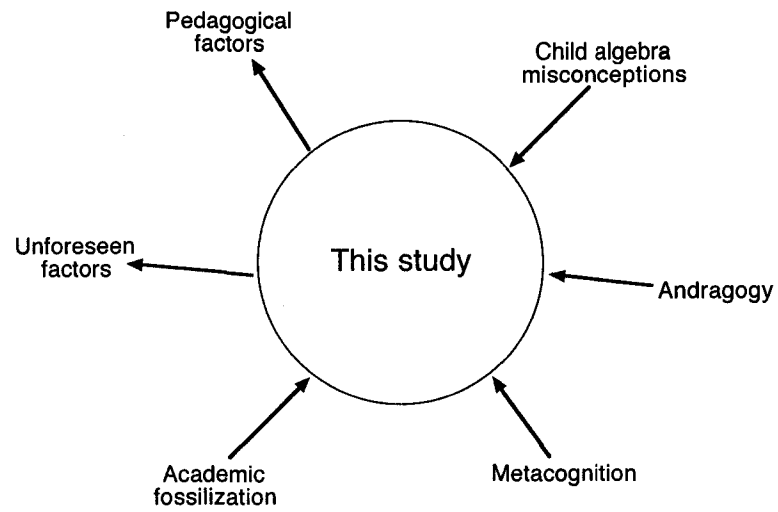 Pedagogical
factors
Child algebra
misconceptions
Unforeseen
factors
This study
Andragogy
Academic
fossilization
Metacognition